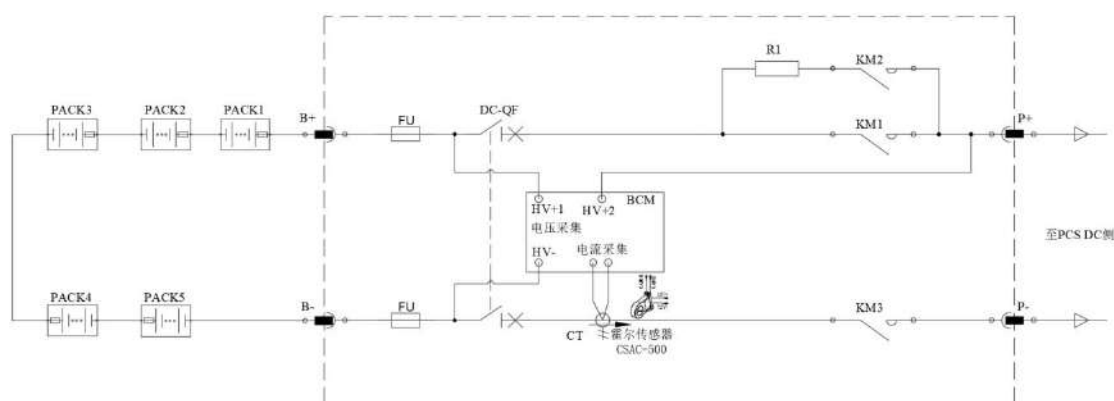 R1
KM2
PACK3
PACK2
PACK1
B+
FU
DC-QF
KM1
P+
BCM
HV+1
HV+2
电压采集
HV-
电流采集
至PCS DC侧
PACK4
PACK5
B-
FU
CT
霍尔传感器
CSAC-500
KM3
P-